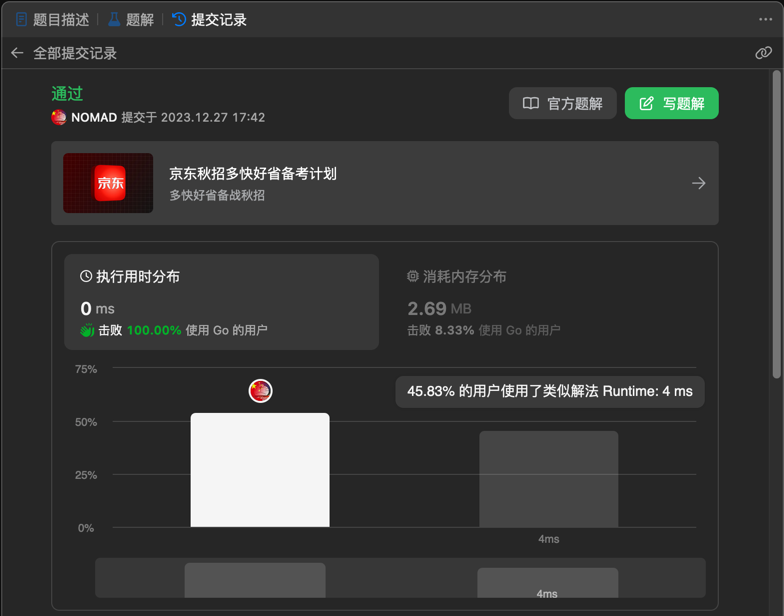 题目描述 题解 提交记录
全部提交记录
通过
NOMAD 提交于 2023.12.27 17:42
官方题解 写题解
京东
京东秋招多快好省备考计划
多快好省备战秋招
执行用时分布
0 ms
击败 100.00% 使用 Go 的用户
消耗内存分布
2.69 MB
击败 8.33% 使用 Go 的用户
75%
45.83% 的用户使用了类似解法 Runtime: 4 ms
50%
25%
0%
4ms
4ms